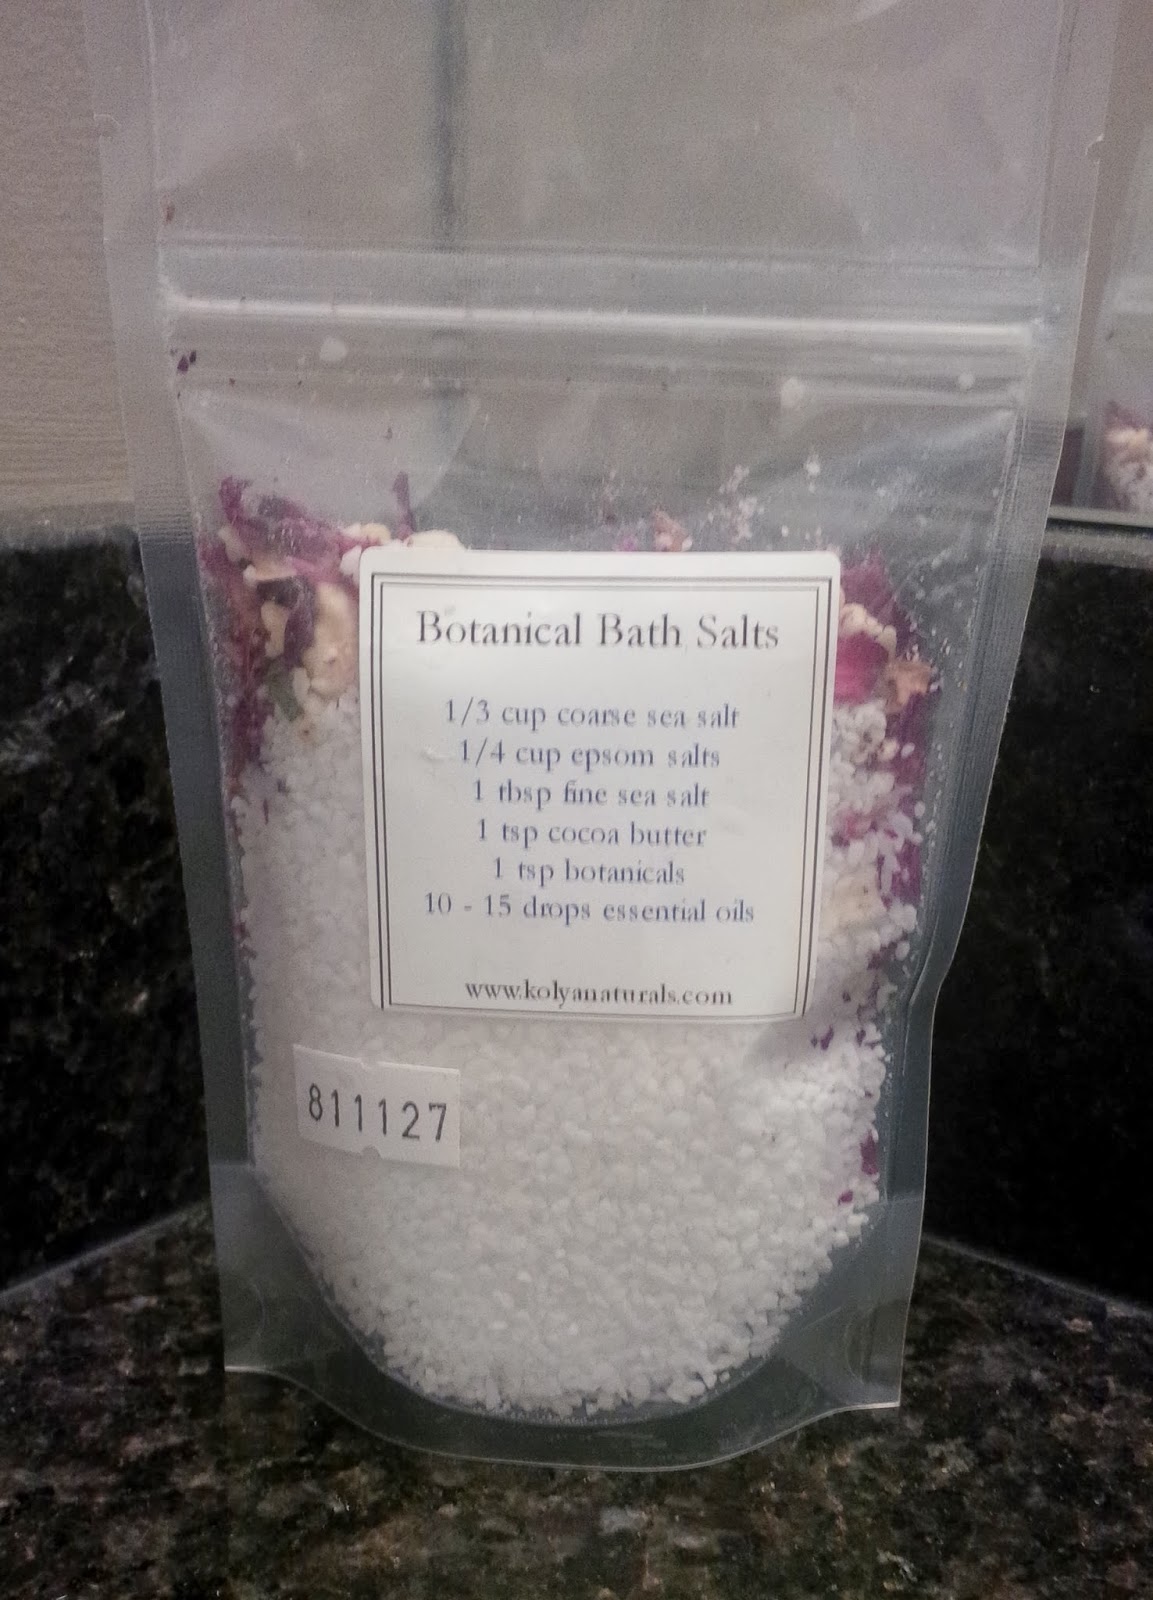 Botanical Bath Salts
1/3 cup coarse sea salt
1/4 cup epsom salts
1 tbsp fine sea salt
1 tsp cocoa butter
1 tsp botanicals
10 - 15 drops essential oils
www.kolyanaturals.com
811127